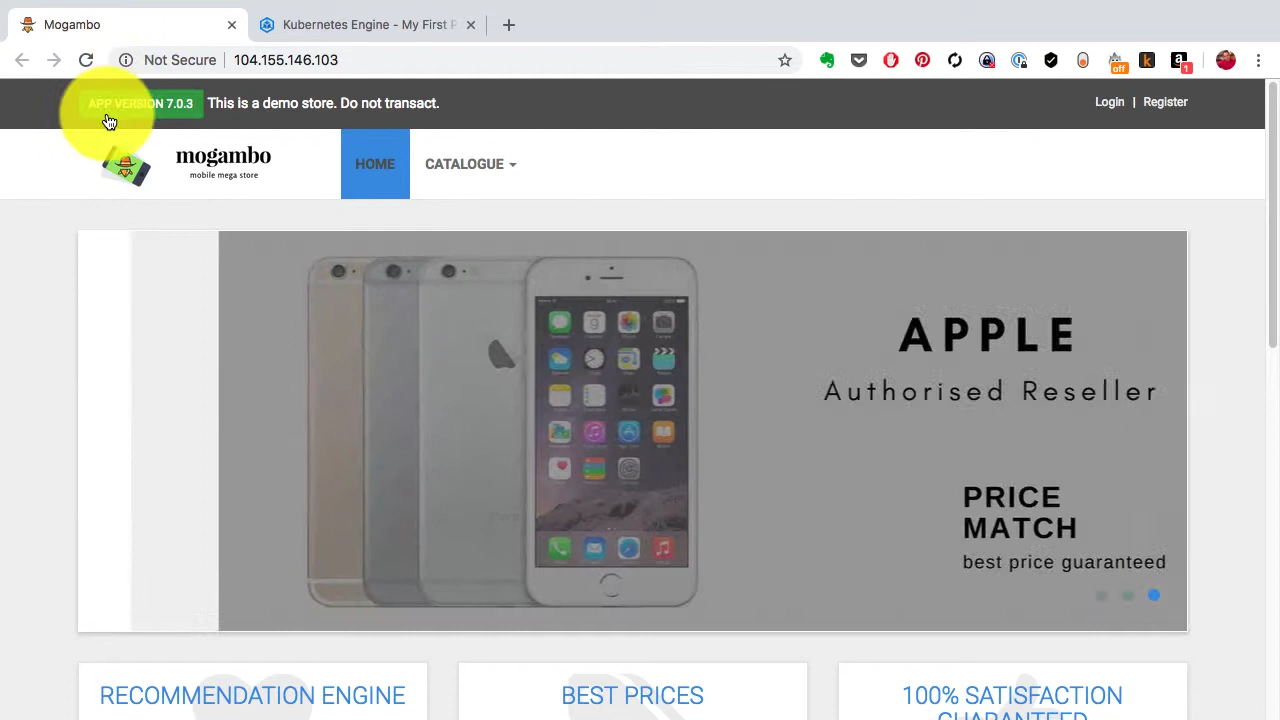 Mogambo
Kubernetes Engine - My First P
Not Secure
104.155.146.103
off
k
a
1
APP VERSION 7.0.3
This is a demo store. Do not transact.
Login | Register
mogambo
mobile mega store
HOME
CATALOGUE
APPLE
Authorised Reseller
PRICE
MATCH
best price guaranteed
RECOMMENDATION ENGINE
BEST PRICES
100% SATISFACTION
GUARANTEED